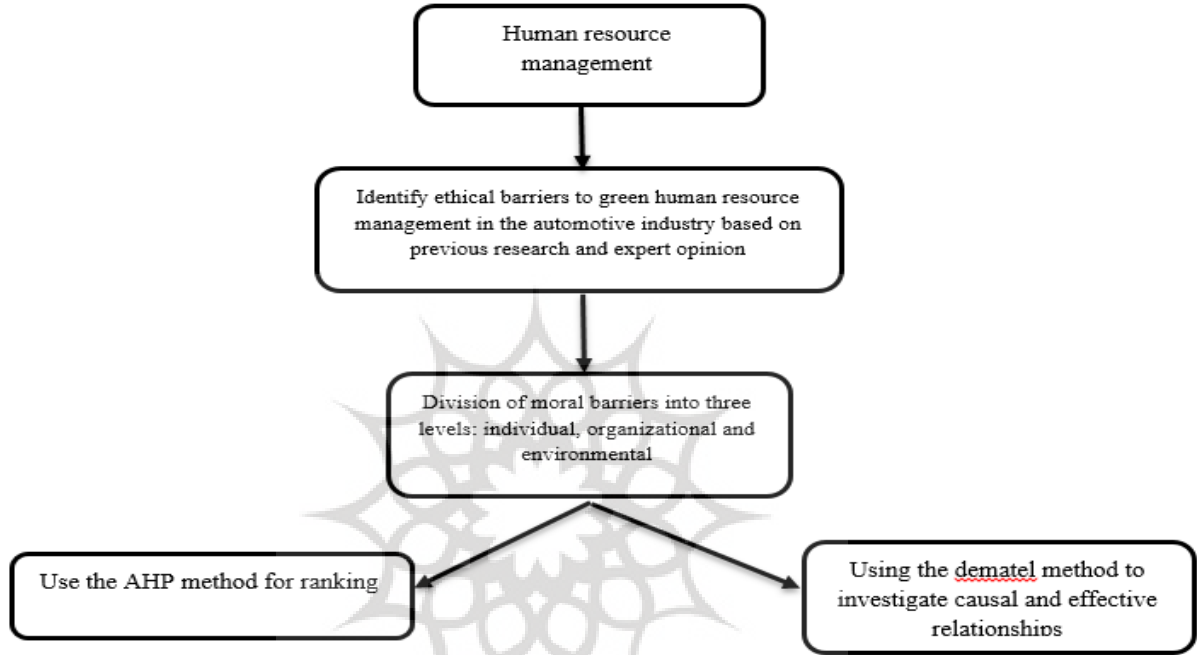 Human resource
management
Identify ethical barriers to green human resource
management in the automotive industry based on
previous research and expert opinion
Division of moral barriers into three
levels: individual, organizational and
environmental
Use the AHP method for ranking
Using the dematel method to
investigate causal and effective
relationships